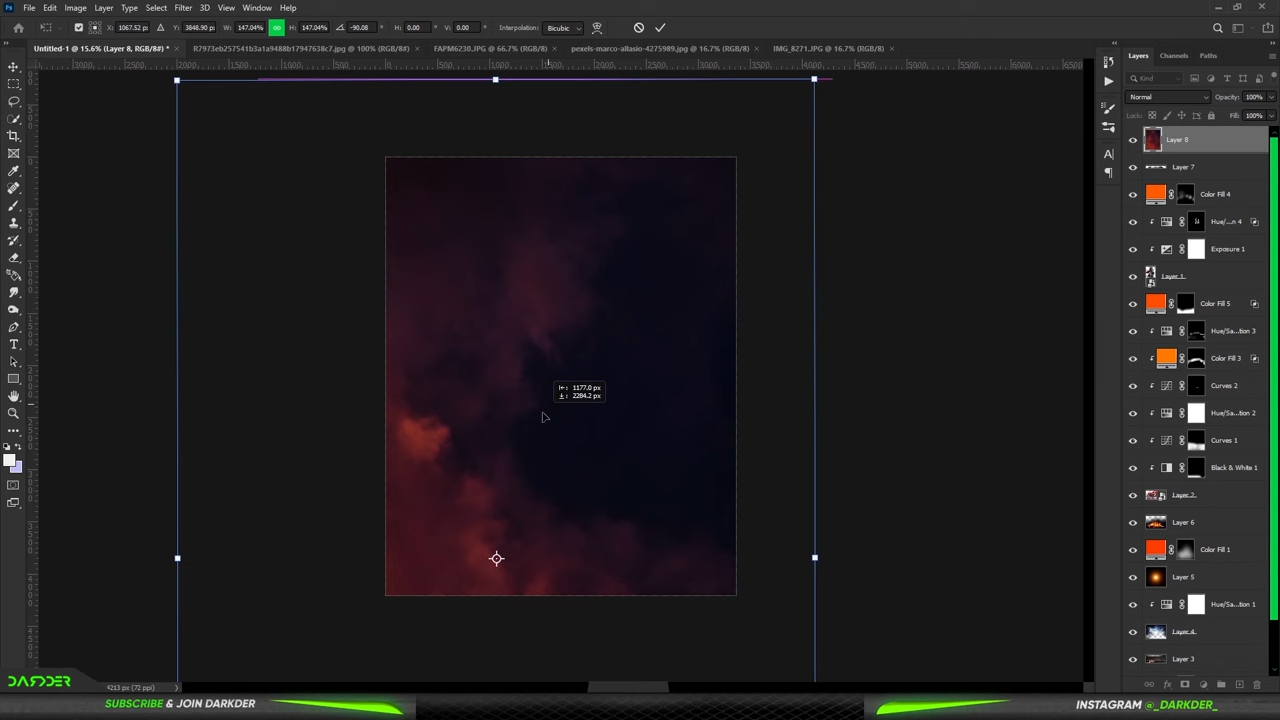 Ps File Edit Image Layer Type Select Filter 3D View Window Help
X: 1067.52 px Y: 3848.90 px W: 147.04% H: 147.04% -90.08 H: 0.00 V: 0.00 Interpolation: Bicubic
Untitled-1 @ 15.6% (Layer 8, RGB/8#) * × R7973eb257541b3a1a9488b17947638c7.jpg @ 100% (RGB/8#) × FAPM6230.JPG @ 66.7% (RGB/8) × pexels-marco-allasio-4275989.jpg @ 16.7% (RGB/8) × IMG_8271.JPG @ 16.7% (RGB/8) ×
Layers Channels Paths
Kind
Normal Opacity: 100%
Lock: Fill: 100%
Layer 8
Layer 7
Color Fill 4
Hue/...n 4
Exposure 1
Layer 1
Color Fill 5
Hue/Sa...tion 3
Color Fill 3
Curves 2
Hue/Sa...tion 2
Curves 1
Black & White 1
Layer 2
Layer 6
Color Fill 1
Layer 5
Hue/Sa...tion 1
Layer 4
Layer 3
1177.0 px
2284.2 px
DARDDER
4213 px (72 ppi)
SUBSCRIBE & JOIN DARKDER
INSTAGRAM @_DARKDER_